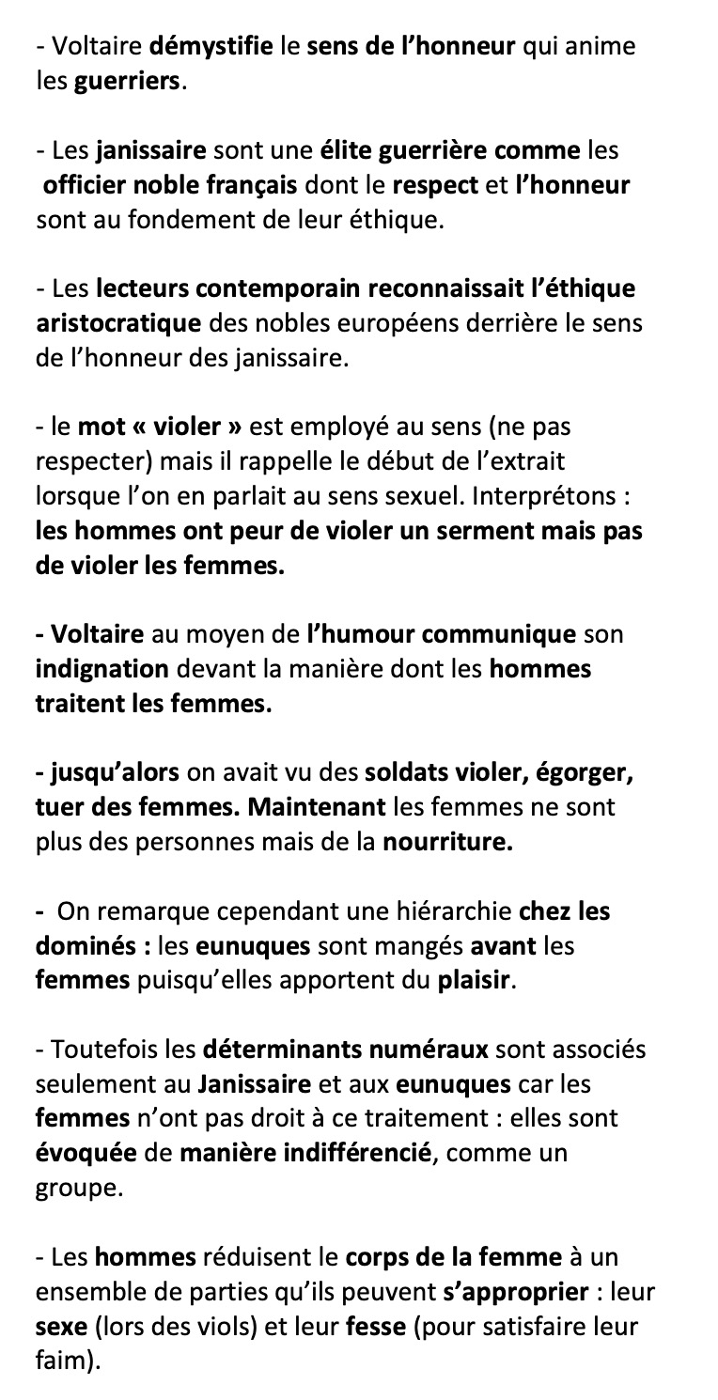 - Voltaire démystifie le sens de l’honneur qui anime
les guerriers.
- Les janissaire sont une élite guerrière comme les
officier noble français dont le respect et l’honneur
sont au fondement de leur éthique.
- Les lecteurs contemporain reconnaissait l’éthique
aristocratique des nobles européens derrière le sens
de l’honneur des janissaire.
- le mot « violer » est employé au sens (ne pas
respecter) mais il rappelle le début de l’extrait
lorsque l’on en parlait au sens sexuel. Interprétons :
les hommes ont peur de violer un serment mais pas
de violer les femmes.
- Voltaire au moyen de l’humour communique son
indignation devant la manière dont les hommes
traitent les femmes.
- jusqu’alors on avait vu des soldats violer, égorger,
tuer des femmes. Maintenant les femmes ne sont
plus des personnes mais de la nourriture.
- On remarque cependant une hiérarchie chez les
dominés : les eunuques sont mangés avant les
femmes puisqu’elles apportent du plaisir.
- Toutefois les déterminants numéraux sont associés
seulement au Janissaire et aux eunuques car les
femmes n’ont pas droit à ce traitement : elles sont
évoquée de manière indifférencié, comme un
groupe.
- Les hommes réduisent le corps de la femme à un
ensemble de parties qu’ils peuvent s’approprier : leur
sexe (lors des viols) et leur fesse (pour satisfaire leur
faim).